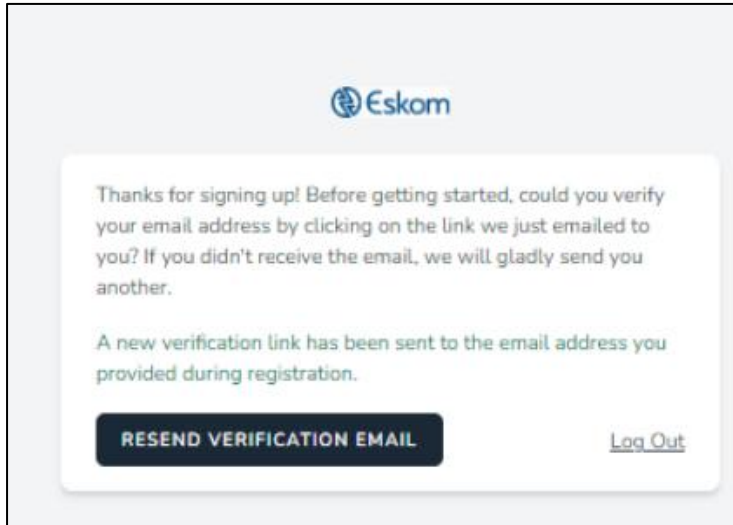 Eskom
Thanks for signing up! Before getting started, could you verify
your email address by clicking on the link we just emailed to
you? If you didn't receive the email, we will gladly send you
another.
A new verification link has been sent to the email address you
provided during registration.
RESEND VERIFICATION EMAIL
Log Out